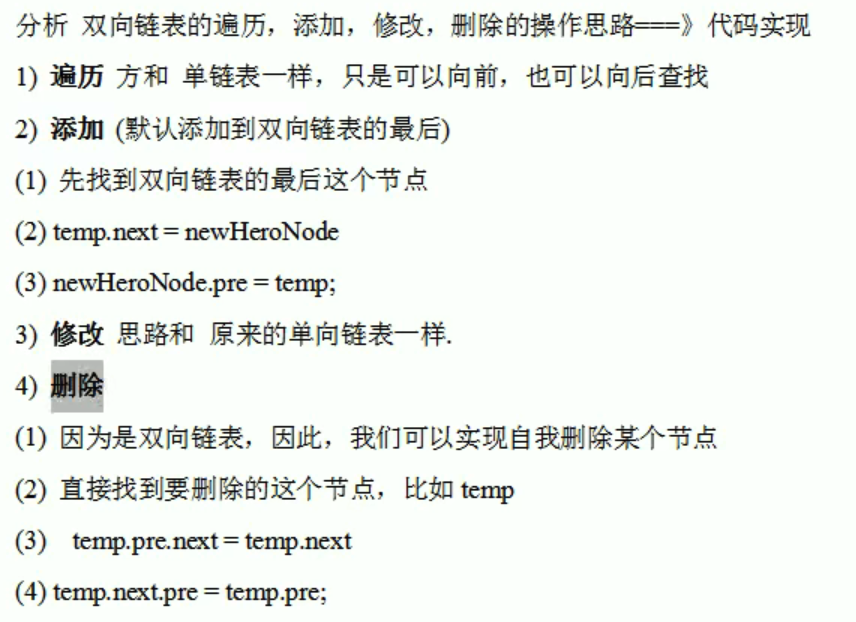 分析 双向链表的遍历，添加，修改，删除的操作思路===》代码实现
1) 遍历 方和 单链表一样，只是可以向前，也可以向后查找
2) 添加 (默认添加到双向链表的最后)
(1) 先找到双向链表的最后这个节点
(2) temp.next = newHeroNode
(3) newHeroNode.pre = temp;
3) 修改 思路和 原来的单向链表一样.
4) 删除
(1) 因为是双向链表，因此，我们可以实现自我删除某个节点
(2) 直接找到要删除的这个节点，比如 temp
(3) temp.pre.next = temp.next
(4) temp.next.pre = temp.pre;